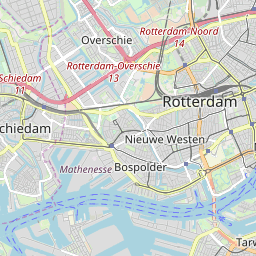 Overschie
Rotterdam-Noord
14
Rotterdam-Overschie
13
Schiedam
11
Rotterdam
chiedam
Nieuwe Westen
Mathenesse
Bospolder
Tarw